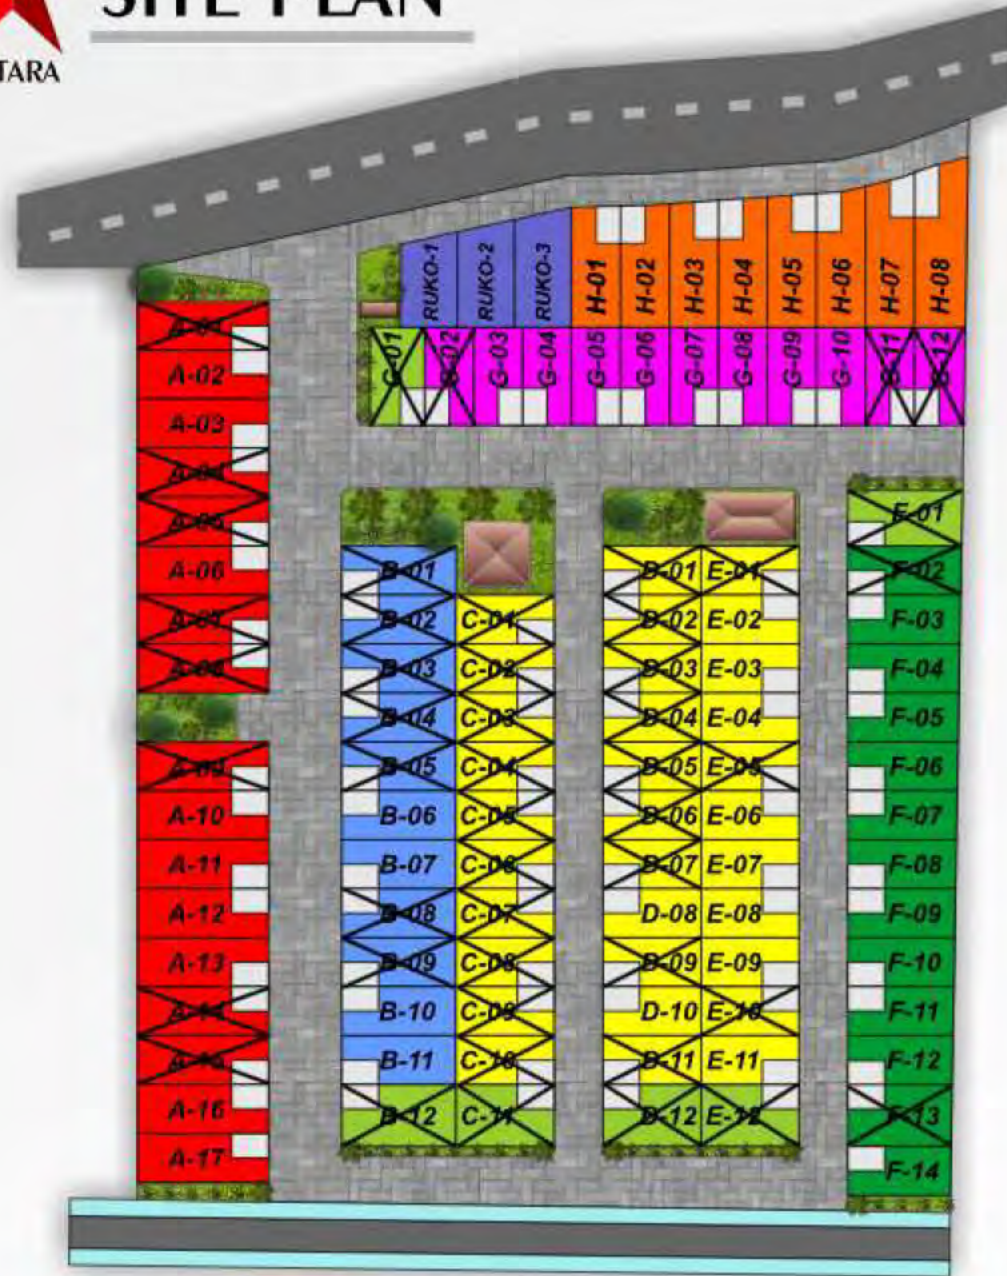 SITE PLAN
TARA
RUKO-1
RUKO-2
RUKO-3
H-01
H-02
H-03
H-04
H-05
H-06
H-07
H-08
G-01
G-02
G-03
G-04
G-05
G-06
G-07
G-08
G-09
G-10
G-11
G-12
A-01
A-02
A-03
A-04
A-05
A-06
A-07
A-08
A-09
A-10
A-11
A-12
A-13
A-14
A-15
A-16
A-17
B-01
B-02
B-03
B-04
B-05
B-06
B-07
B-08
B-09
B-10
B-11
B-12
C-01
C-02
C-03
C-04
C-05
C-06
C-07
C-08
C-09
C-10
C-11
D-01
D-02
D-03
D-04
D-05
D-06
D-07
D-08
D-09
D-10
D-11
D-12
E-01
E-02
E-03
E-04
E-05
E-06
E-07
E-08
E-09
E-10
E-11
E-12
F-01
F-02
F-03
F-04
F-05
F-06
F-07
F-08
F-09
F-10
F-11
F-12
F-13
F-14